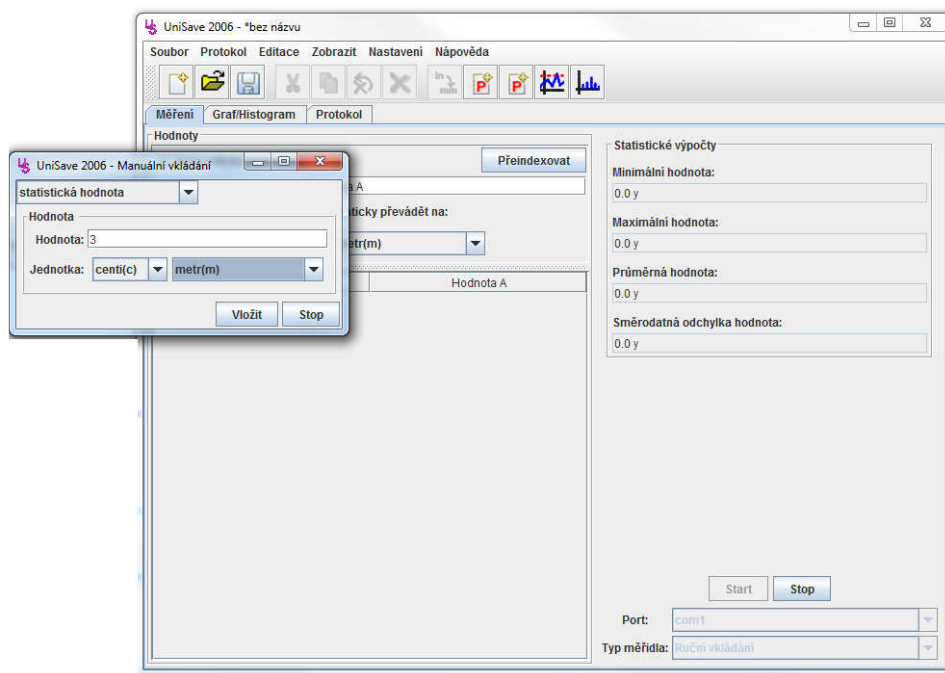 UniSave 2006 - *bez názvu
Soubor Protokol Editace Zobrazit Nastavení Nápověda
Měření Graf/Histogram Protokol
Hodnoty
Přeindexovat
a A
aticky převádět na:
etr(m)
Hodnota A
UniSave 2006 - Manuální vkládání
statistická hodnota
Hodnota
Hodnota: 3
Jednotka: centi(c) metr(m)
Vložit Stop
Statistické výpočty
Minimální hodnota:
0.0 y
Maximální hodnota:
0.0 y
Průměrná hodnota:
0.0 y
Směrodatná odchylka hodnota:
0.0 y
Start Stop
Port: com1
Typ měřidla: Ruční vkládání